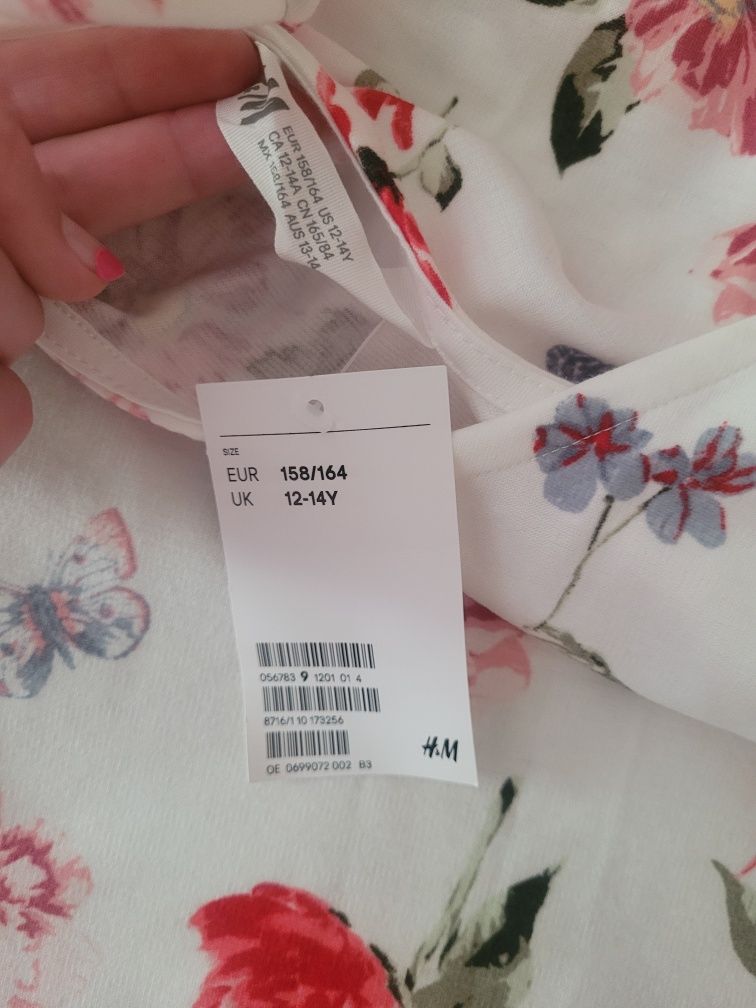 EUR 158/164 US 12-14Y
CA 12-14A CN 165/84
MX 158/164 AUS 13-14
SIZE
EUR 158/164
UK 12-14Y
056783 9 1201 01 4
8716/1 10 173256
OE 0699072 002 B3
H&M